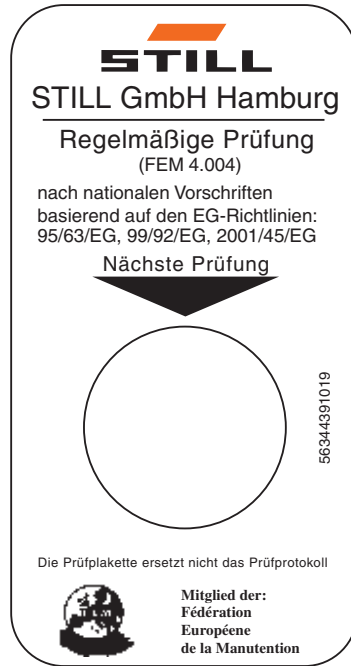 STILL
STILL GmbH Hamburg
Regelmäßige Prüfung
(FEM 4.004)
nach nationalen Vorschriften
basierend auf den EG-Richtlinien:
95/63/EG, 99/92/EG, 2001/45/EG
Nächste Prüfung
56344391019
Die Prüfplakette ersetzt nicht das Prüfprotokoll
Mitglied der:
Fédération
Européene
de la Manutention